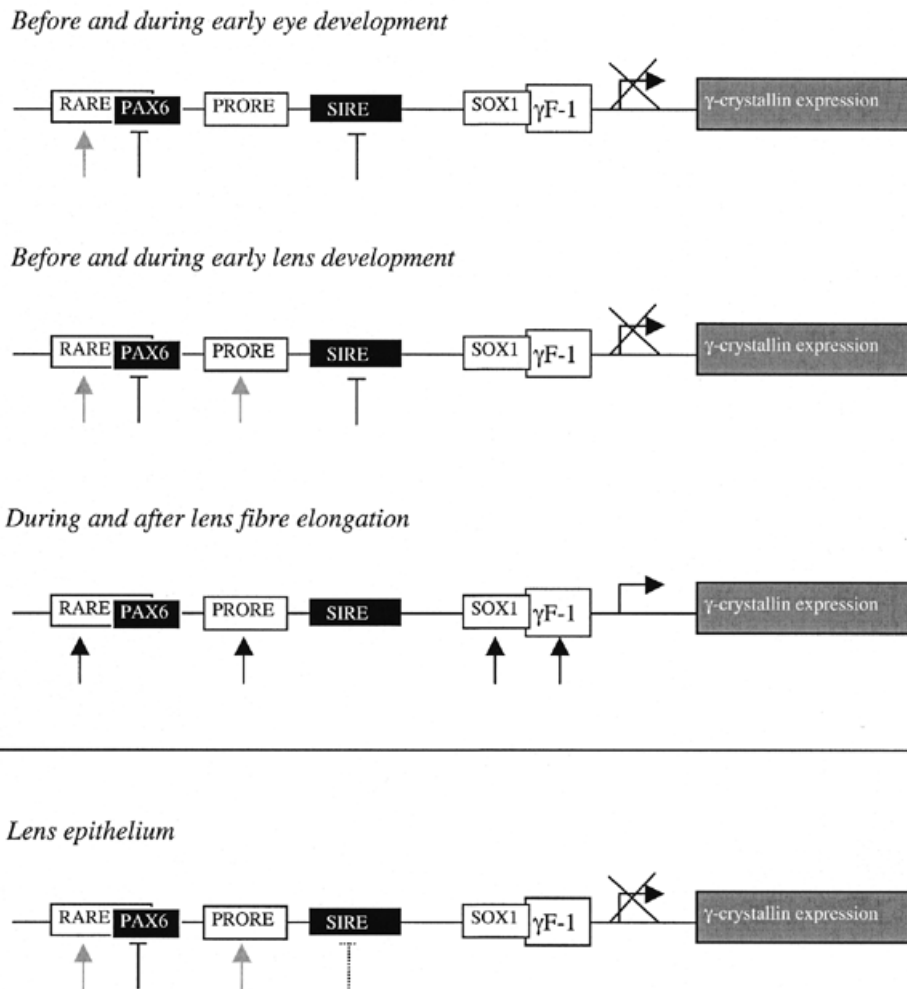 Before and during early eye development
RARE PAX6 PRORE SIRE SOX1 γF-1 γ-crystallin expression
Before and during early lens development
RARE PAX6 PRORE SIRE SOX1 γF-1 γ-crystallin expression
During and after lens fibre elongation
RARE PAX6 PRORE SIRE SOX1 γF-1 γ-crystallin expression
Lens epithelium
RARE PAX6 PRORE SIRE SOX1 γF-1 γ-crystallin expression